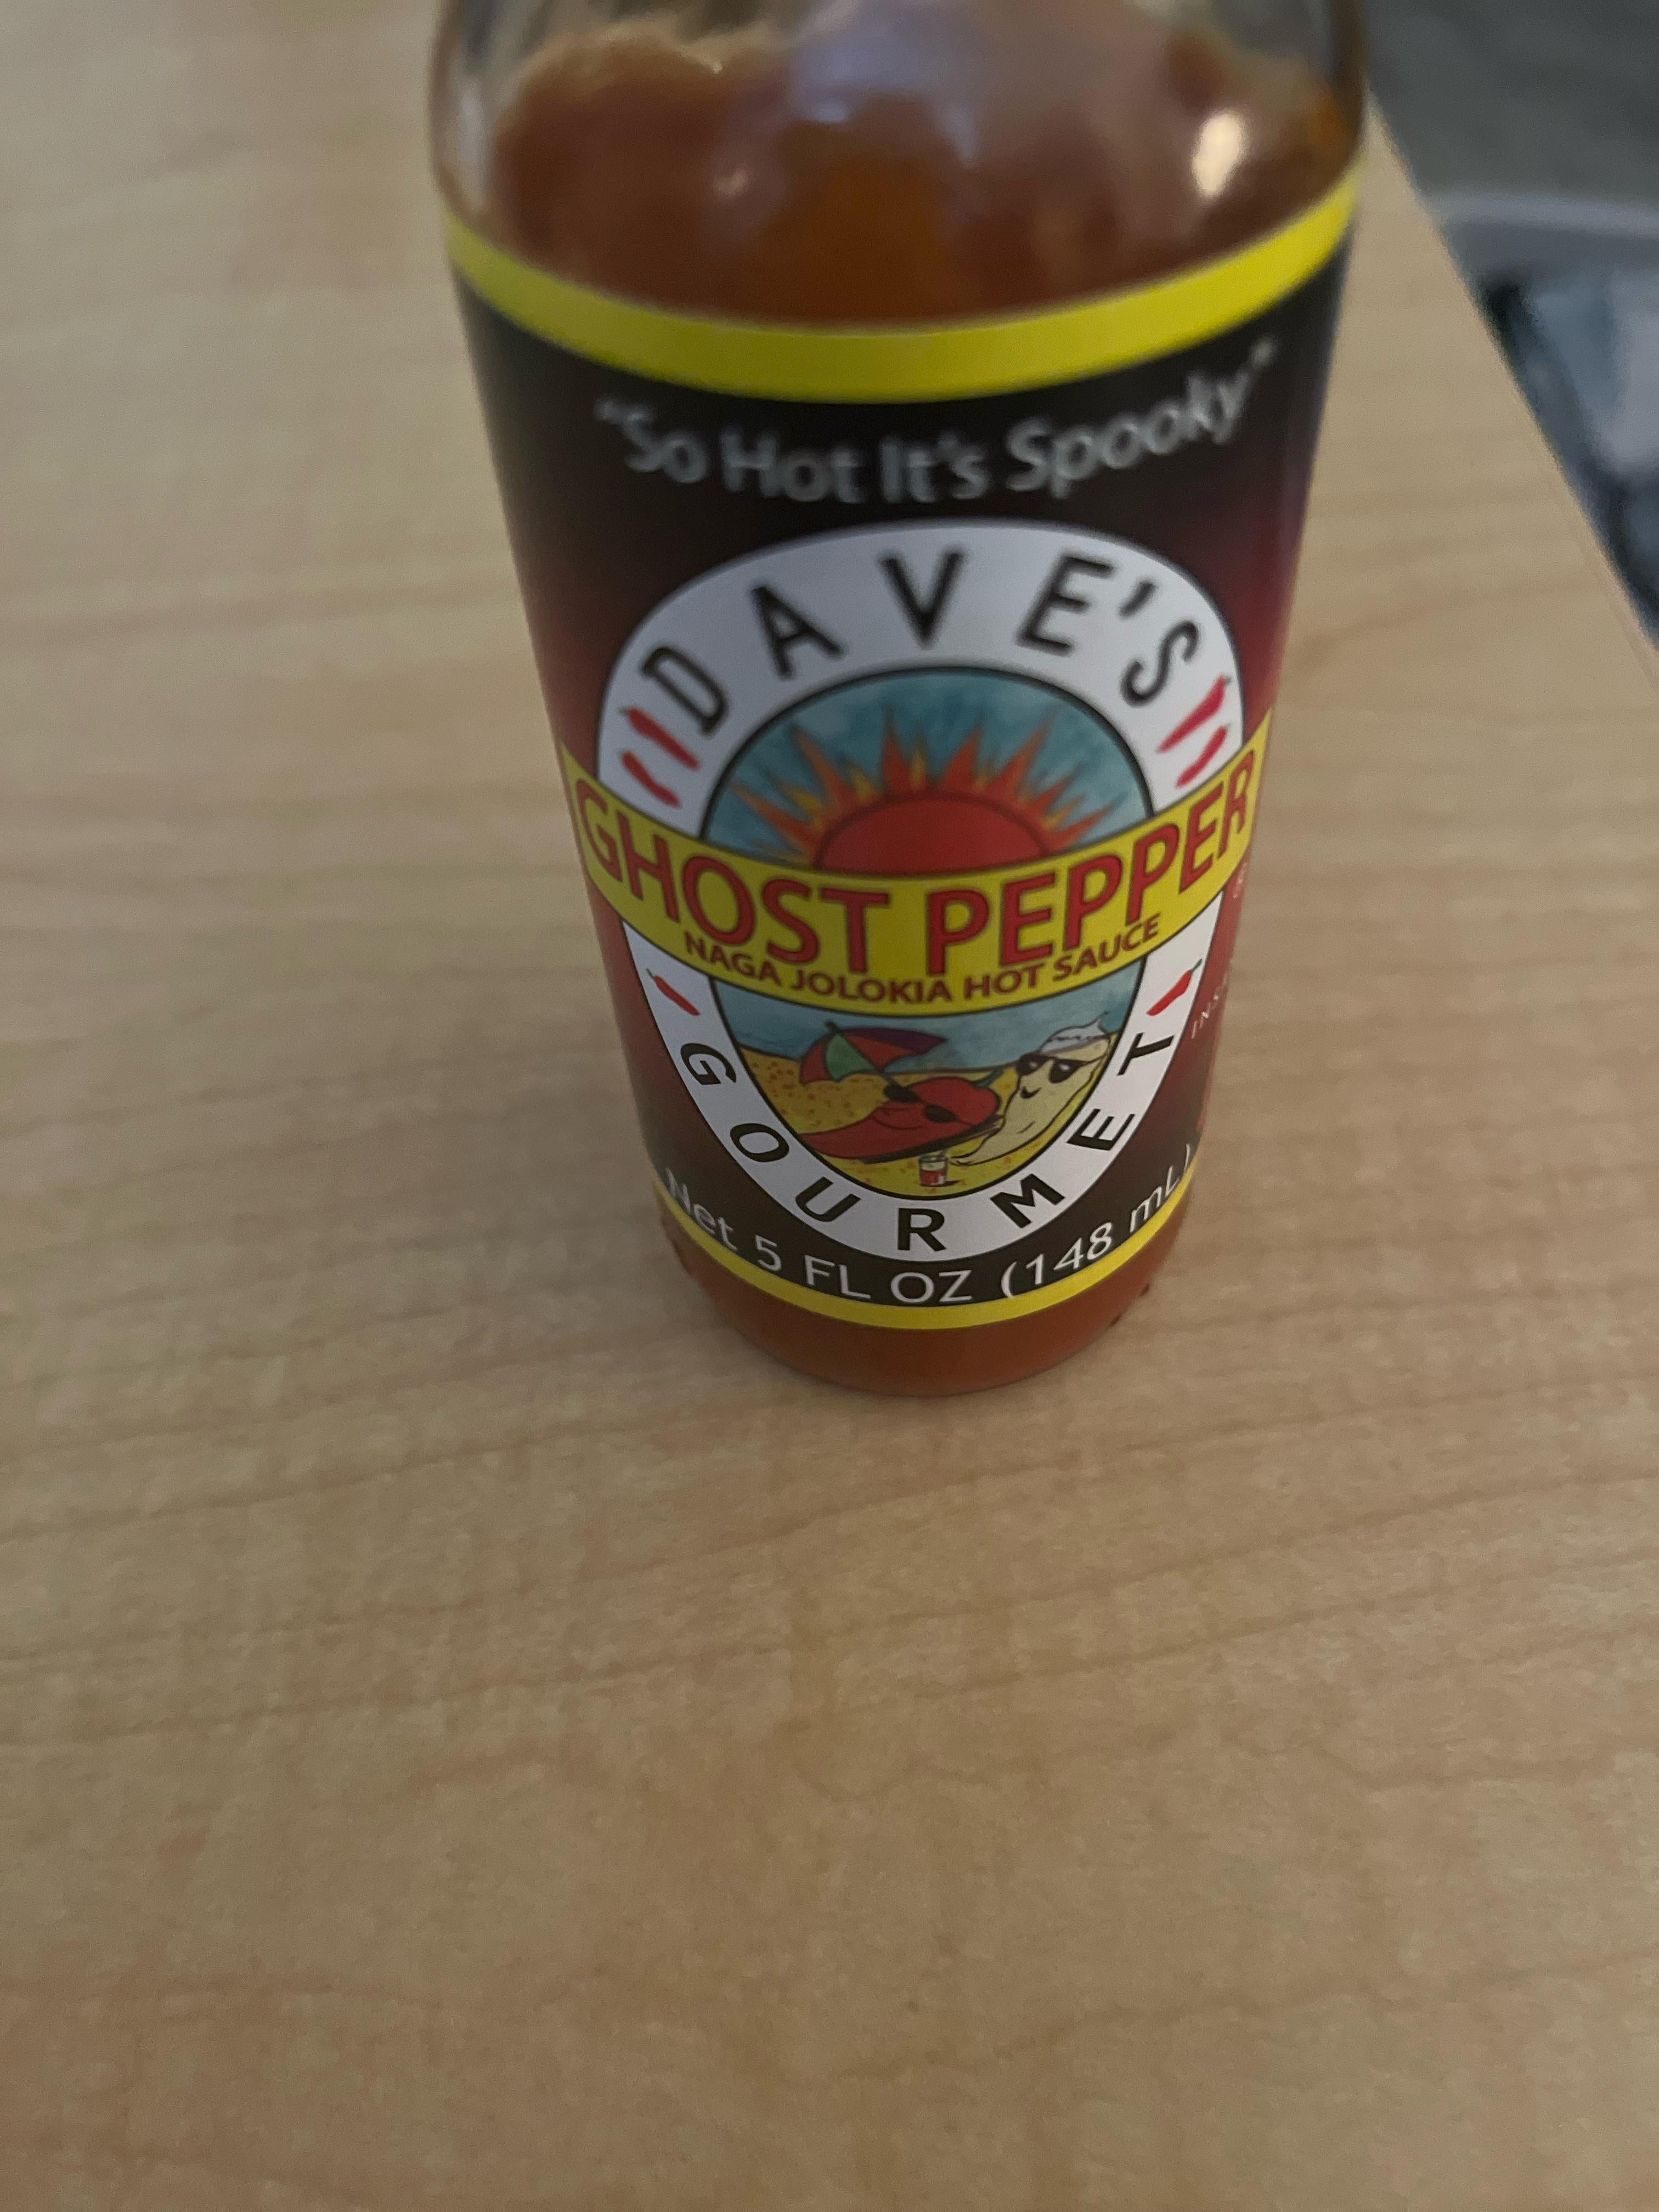 "So Hot It's Spooky"
DAVE'S
GHOST PEPPER
NAGA JOLOKIA HOT SAUCE
GOURMET
Net 5 FL OZ (148 mL)